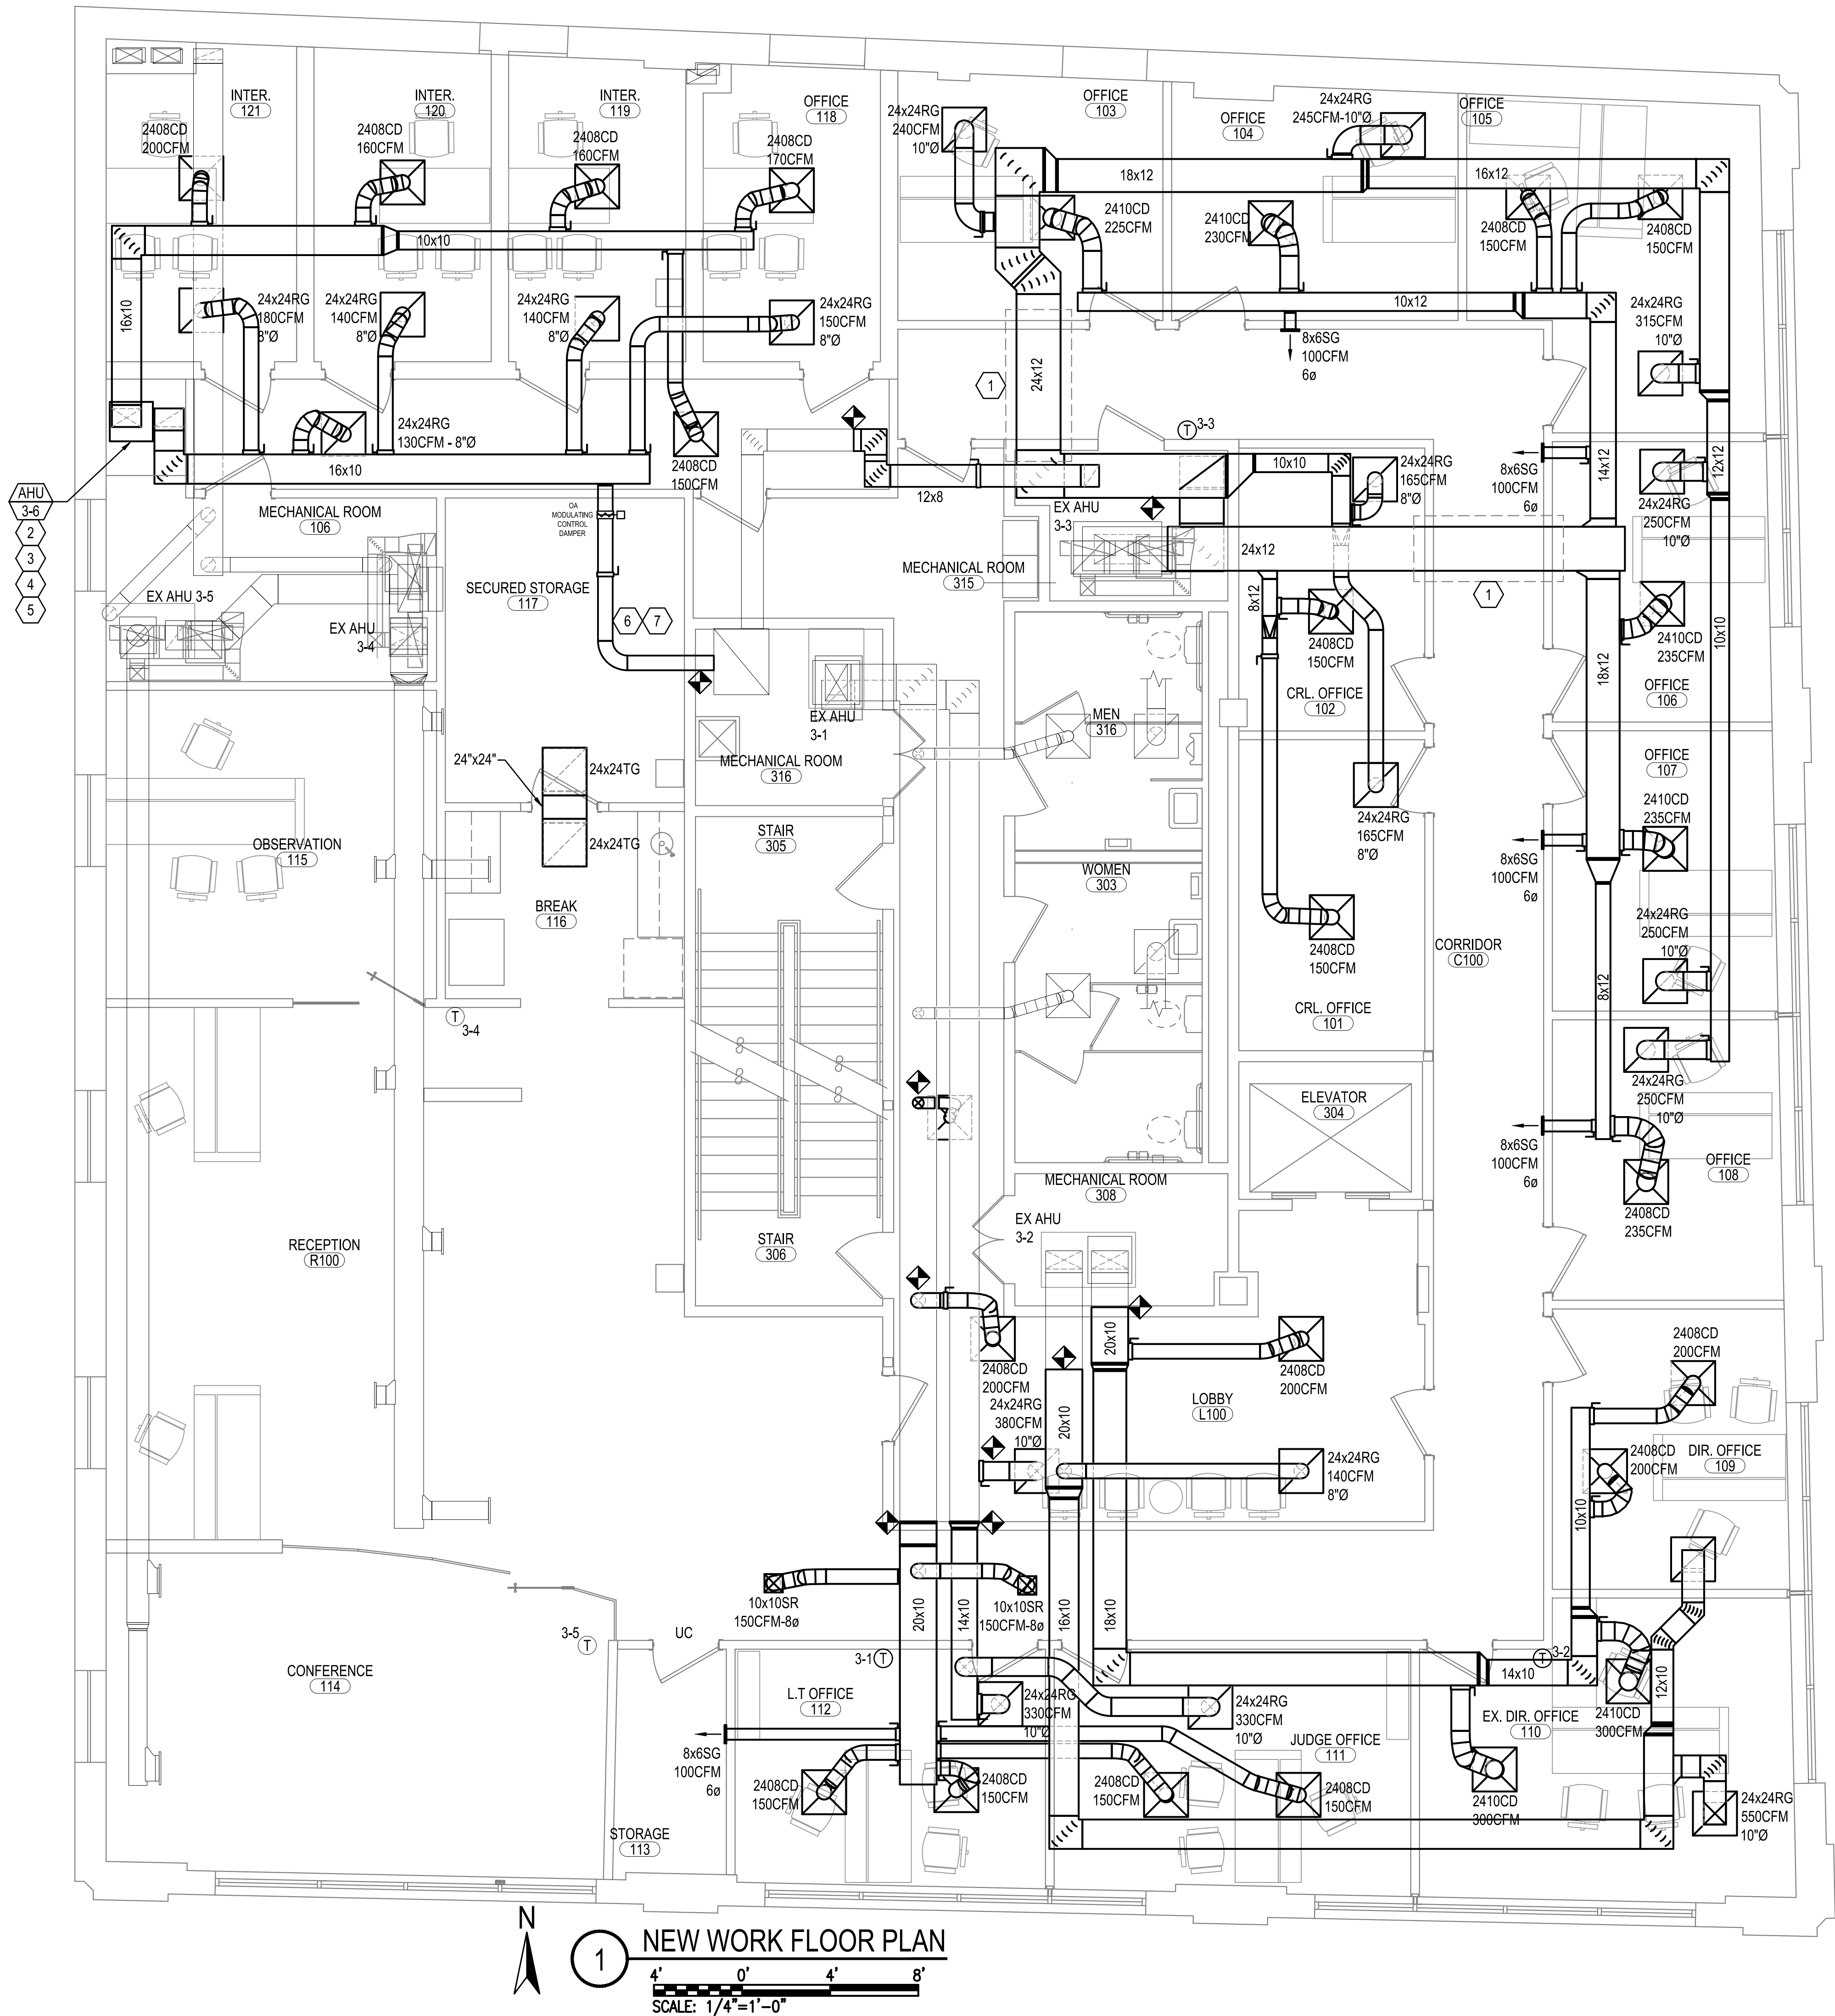 INTER.
121
INTER.
120
INTER.
119
OFFICE
118
2408CD
200CFM
2408CD
160CFM
2408CD
160CFM
2408CD
170CFM
24x24RG
240CFM
10"Ø
OFFICE
103
OFFICE
104
24x24RG
245CFM-10"Ø
OFFICE
105
18x12
16x12
2410CD
225CFM
2410CD
230CFM
2408CD
150CFM
2408CD
150CFM
10x10
16x10
24x24RG
180CFM
8"Ø
24x24RG
140CFM
8"Ø
24x24RG
140CFM
8"Ø
24x24RG
150CFM
8"Ø
10x12
8x6SG
100CFM
6ø
24x24RG
315CFM
10"Ø
1
24x12
24x24RG
130CFM - 8"Ø
16x10
2408CD
150CFM
T
3-3
12x8
10x10
24x24RG
165CFM
8"Ø
8x6SG
100CFM
6ø
14x12
12x12
24x24RG
250CFM
10"Ø
AHU
3-6
2
3
4
5
MECHANICAL ROOM
106
OA
MODULATING
CONTROL
DAMPER
EX AHU
3-3
24x12
MECHANICAL ROOM
315
SECURED STORAGE
117
EX AHU 3-5
EX AHU
3-4
6
7
8x12
1
2408CD
150CFM
2410CD
235CFM
10x10
18x12
CRL. OFFICE
102
OFFICE
106
MEN
316
EX AHU
3-1
24"x24"
24x24TG
MECHANICAL ROOM
316
OFFICE
107
2410CD
235CFM
24x24RG
165CFM
8"Ø
STAIR
305
24x24TG
OBSERVATION
115
8x6SG
100CFM
6ø
WOMEN
303
BREAK
116
24x24RG
250CFM
10"Ø
2408CD
150CFM
CORRIDOR
C100
8x12
CRL. OFFICE
101
T
3-4
24x24RG
250CFM
10"Ø
ELEVATOR
304
8x6SG
100CFM
6ø
OFFICE
108
MECHANICAL ROOM
308
2408CD
235CFM
EX AHU
3-2
RECEPTION
R100
STAIR
306
20x10
2408CD
200CFM
2408CD
200CFM
2408CD
200CFM
24x24RG
380CFM
10"Ø
20x10
LOBBY
L100
24x24RG
140CFM
8"Ø
2408CD
200CFM
DIR. OFFICE
109
10x10
10x10SR
150CFM-8ø
10x10SR
150CFM-8ø
20x10
14x10
16x10
18x10
3-5
T
UC
3-1
T
3-2
T
14x10
12x10
CONFERENCE
114
L.T OFFICE
112
24x24RG
330CFM
10"Ø
24x24RG
330CFM
10"Ø
2410CD
300CFM
EX. DIR. OFFICE
110
JUDGE OFFICE
111
8x6SG
100CFM
6ø
2408CD
150CFM
2408CD
150CFM
2408CD
150CFM
2408CD
150CFM
2410CD
300CFM
24x24RG
550CFM
10"Ø
STORAGE
113
N
1
NEW WORK FLOOR PLAN
4' 0' 4' 8'
SCALE: 1/4"=1'-0"